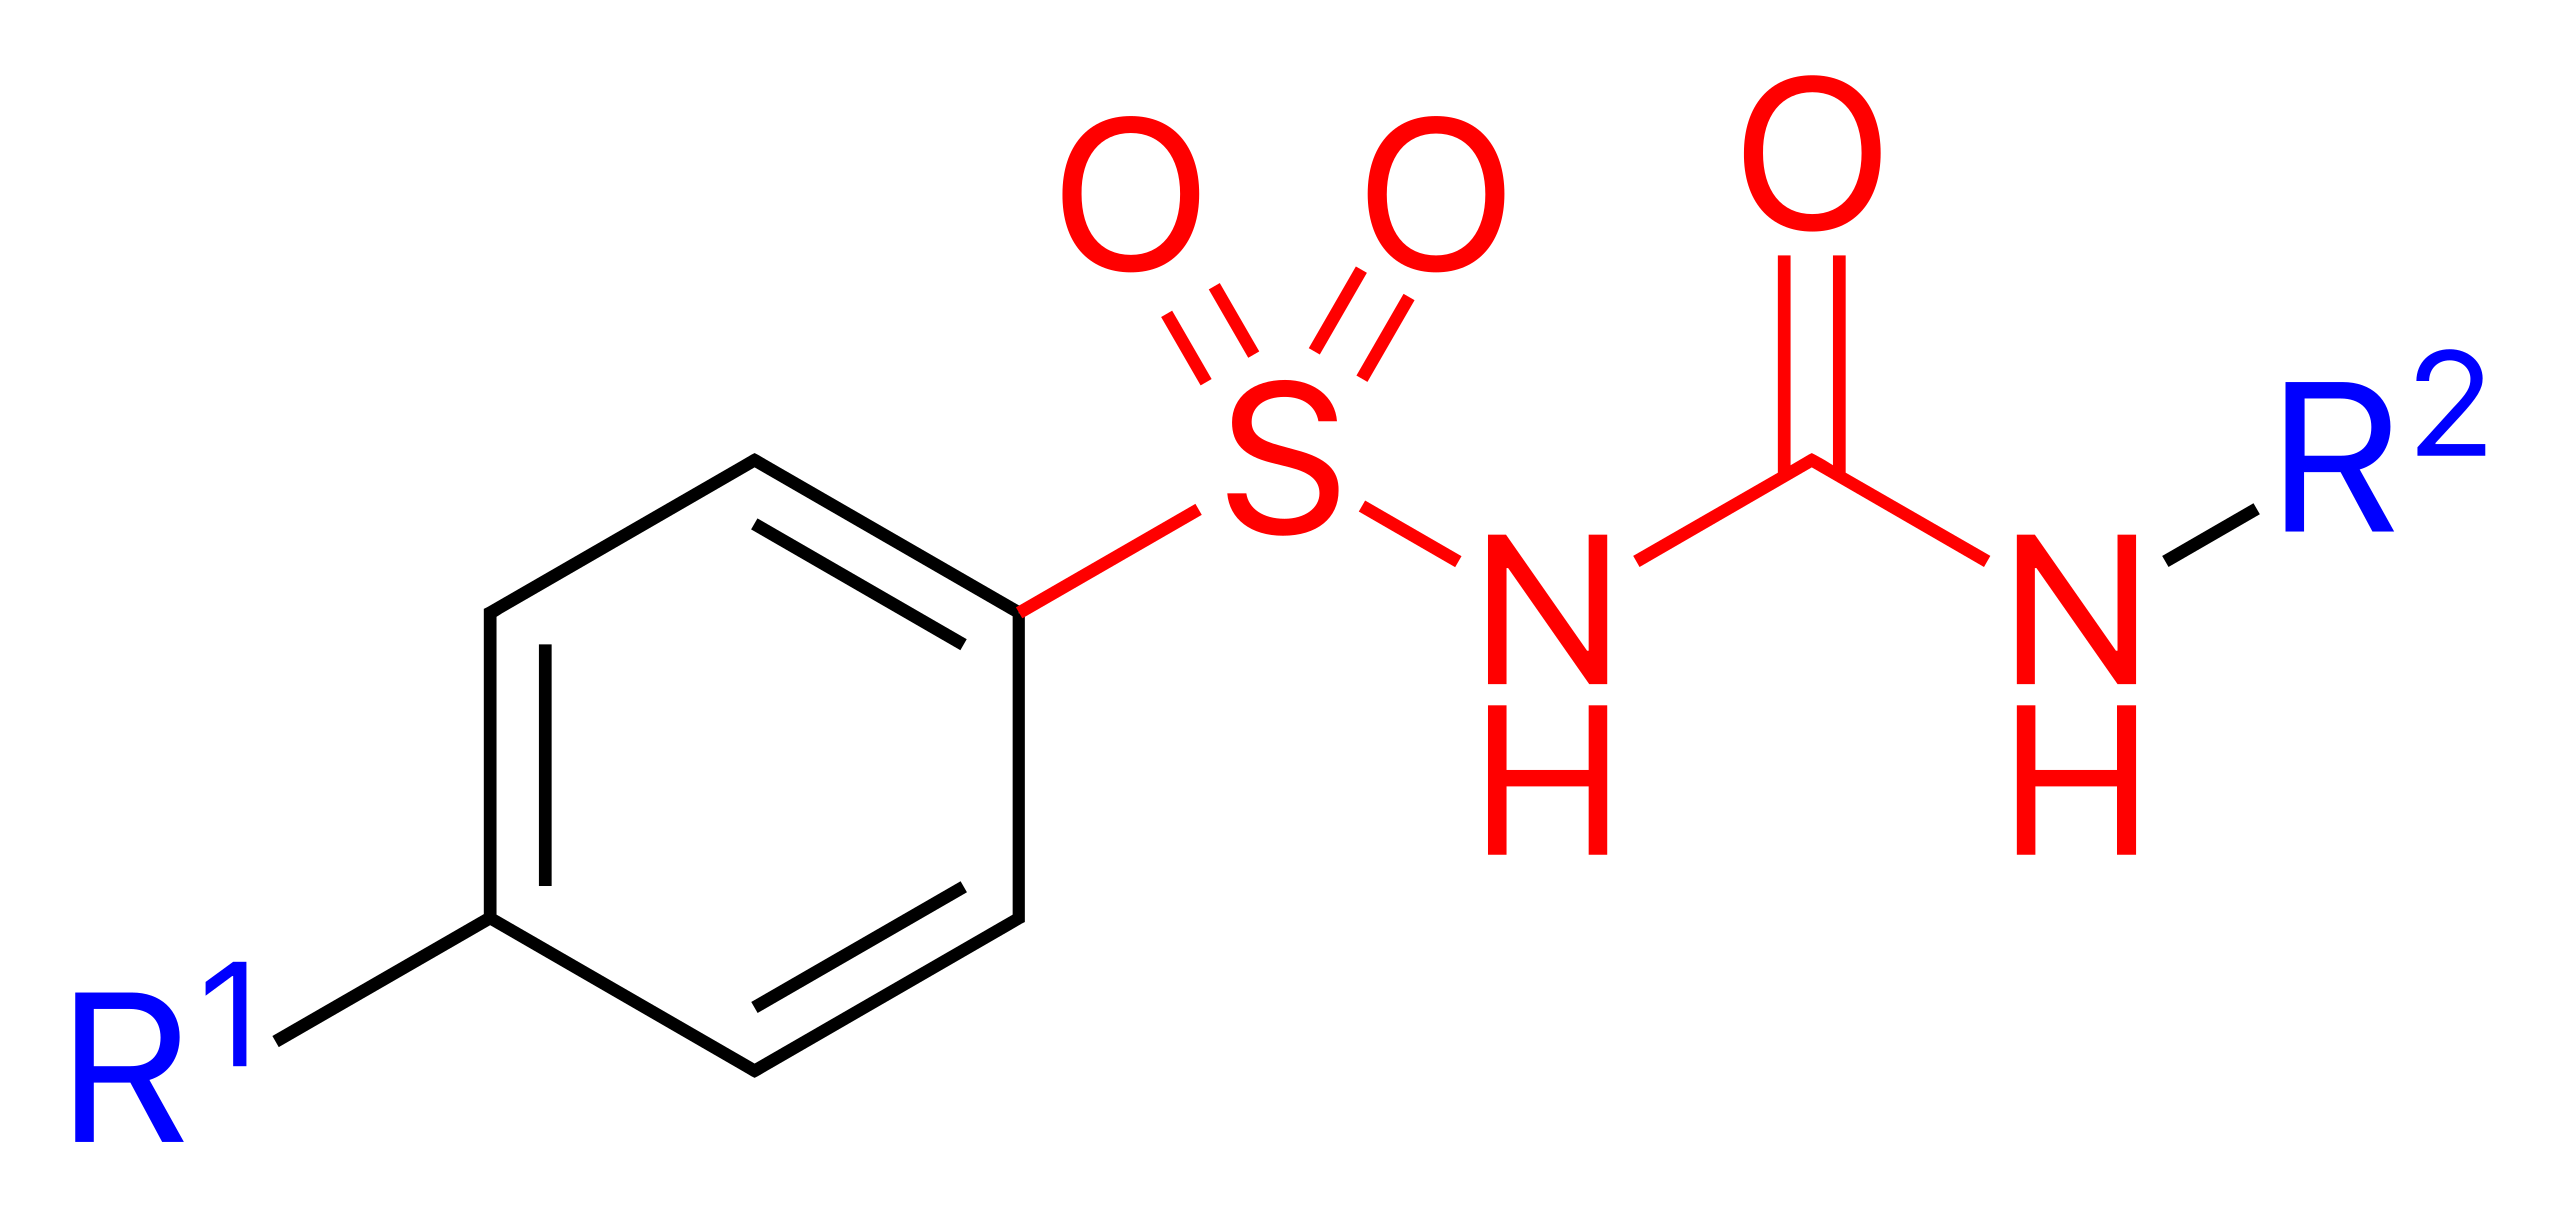 O O O
S R²
N N
H H
R¹